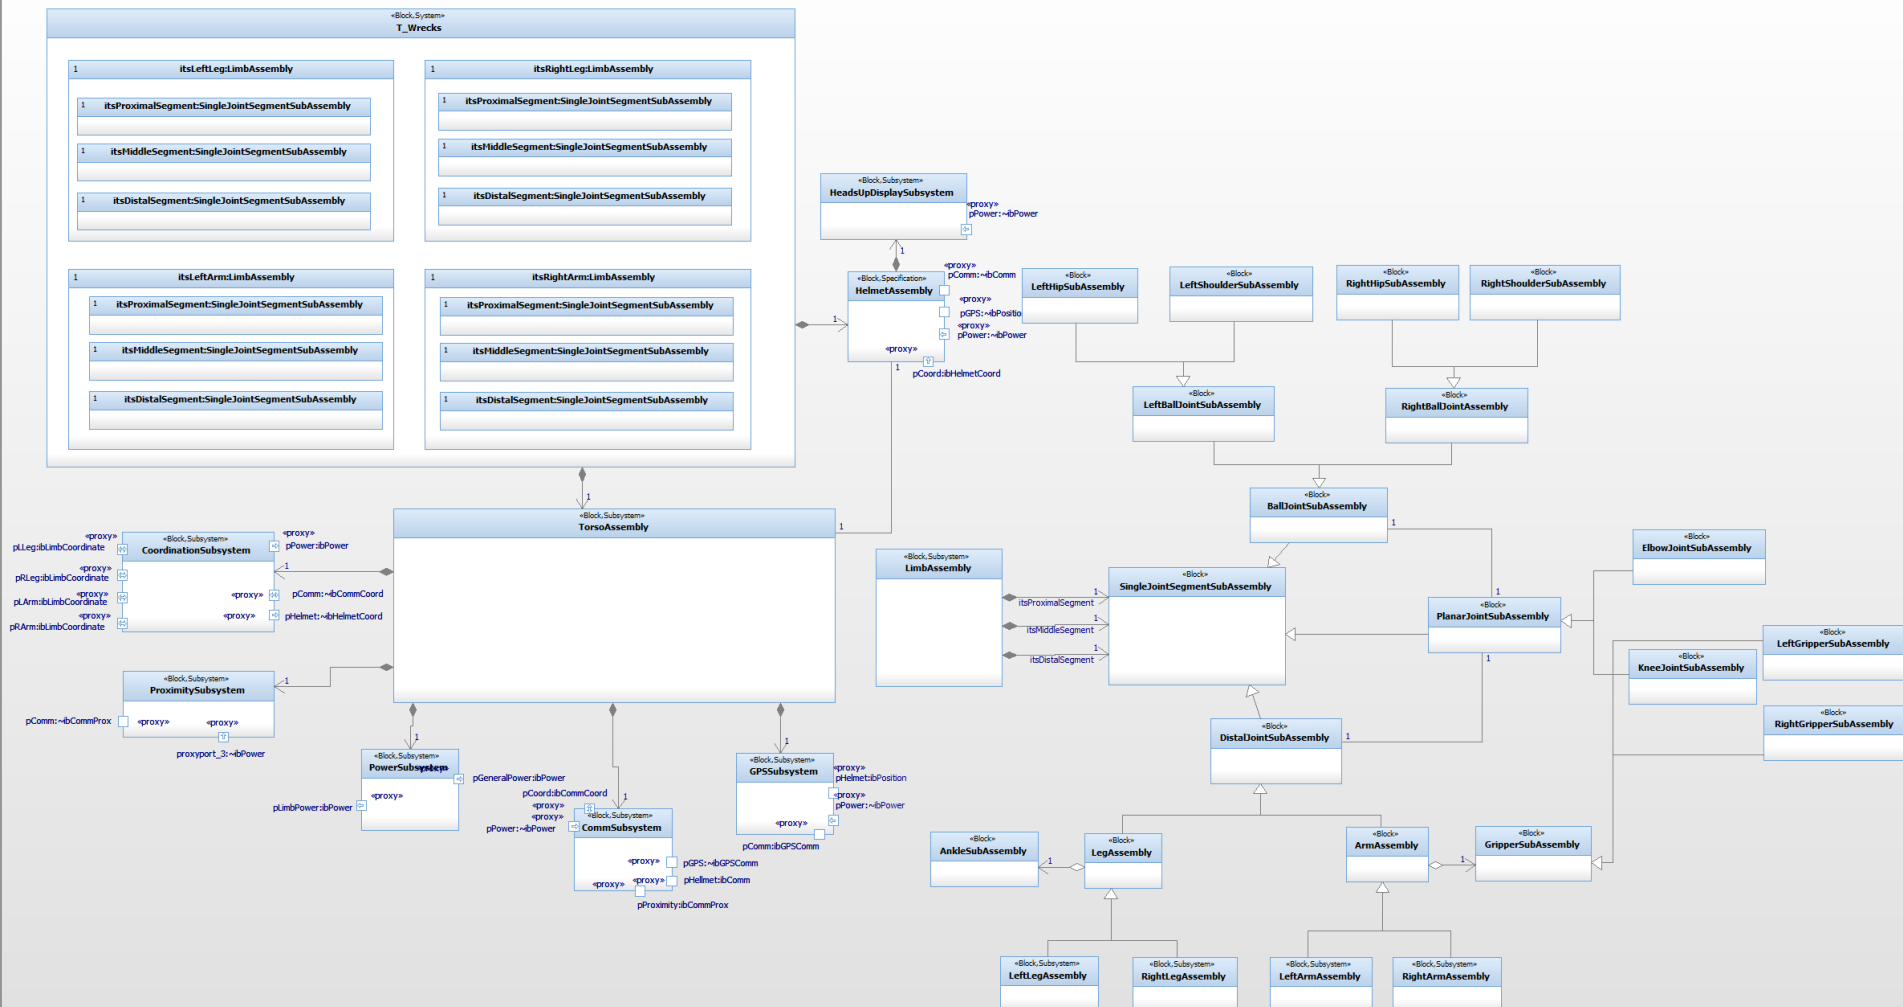 «Block,System»
T_Wrecks
1 itsLeftLeg:LimbAssembly
1 itsProximalSegment:SingleJointSegmentSubAssembly
1 itsMiddleSegment:SingleJointSegmentSubAssembly
1 itsDistalSegment:SingleJointSegmentSubAssembly
1 itsRightLeg:LimbAssembly
1 itsProximalSegment:SingleJointSegmentSubAssembly
1 itsMiddleSegment:SingleJointSegmentSubAssembly
1 itsDistalSegment:SingleJointSegmentSubAssembly
1 itsLeftArm:LimbAssembly
1 itsProximalSegment:SingleJointSegmentSubAssembly
1 itsMiddleSegment:SingleJointSegmentSubAssembly
1 itsDistalSegment:SingleJointSegmentSubAssembly
1 itsRightArm:LimbAssembly
1 itsProximalSegment:SingleJointSegmentSubAssembly
1 itsMiddleSegment:SingleJointSegmentSubAssembly
1 itsDistalSegment:SingleJointSegmentSubAssembly
«Block,Subsystem»
HeadsUpDisplaySubsystem
«proxy»
pPower:~ibPower
1
«Block,Specification»
HelmetAssembly
«proxy»
pComm:~ibComm
«proxy»
pGPS:~ibPositio
«proxy»
pPower:~ibPower
«proxy»
pCoord:ibHelmetCoord
1
1
«Block»
LeftHipSubAssembly
«Block»
LeftShoulderSubAssembly
«Block»
RightHipSubAssembly
«Block»
RightShoulderSubAssembly
«Block»
LeftBallJointSubAssembly
«Block»
RightBallJointAssembly
«Block»
BallJointSubAssembly
1
1
«Block,Subsystem»
TorsoAssembly
1
«Block,Subsystem»
CoordinationSubsystem
«proxy»
pLLeg:ibLimbCoordinate
«proxy»
pRLeg:ibLimbCoordinate
«proxy»
pLArm:ibLimbCoordinate
«proxy»
pRArm:ibLimbCoordinate
«proxy»
pPower:ibPower
1
«proxy»
pComm:~ibCommCoord
«proxy»
pHelmet:~ibHelmetCoord
«Block,Subsystem»
ProximitySubsystem
1
pComm:~ibCommProx
«proxy»
«proxy»
proxyport_3:~ibPower
1
«Block,Subsystem»
PowerSubsystem
«proxy»
pGeneralPower:ibPower
«proxy»
pLimbPower:ibPower
1
pCoord:ibCommCoord
«proxy»
«proxy»
pPower:~ibPower
«Block,Subsystem»
CommSubsystem
«proxy»
pGPS:~ibGPSComm
«proxy»
pHellmet:ibComm
«proxy»
pProximity:ibCommProx
1
«Block,Subsystem»
GPSSubsystem
«proxy»
pHelmet:ibPosition
«proxy»
pPower:~ibPower
«proxy»
pComm:ibGPSComm
«Block,Subsystem»
LimbAssembly
1
itsProximalSegment
1
itsMiddleSegment
1
itsDistalSegment
«Block»
SingleJointSegmentSubAssembly
1
«Block»
PlanarJointSubAssembly
1
«Block»
ElbowJointSubAssembly
«Block»
KneeJointSubAssembly
«Block»
LeftGripperSubAssembly
«Block»
RightGripperSubAssembly
«Block»
DistalJointSubAssembly
1
«Block»
AnkleSubAssembly
1
«Block»
LegAssembly
«Block»
ArmAssembly
1
«Block»
GripperSubAssembly
«Block,Subsystem»
LeftLegAssembly
«Block,Subsystem»
RightLegAssembly
«Block,Subsystem»
LeftArmAssembly
«Block,Subsystem»
RightArmAssembly